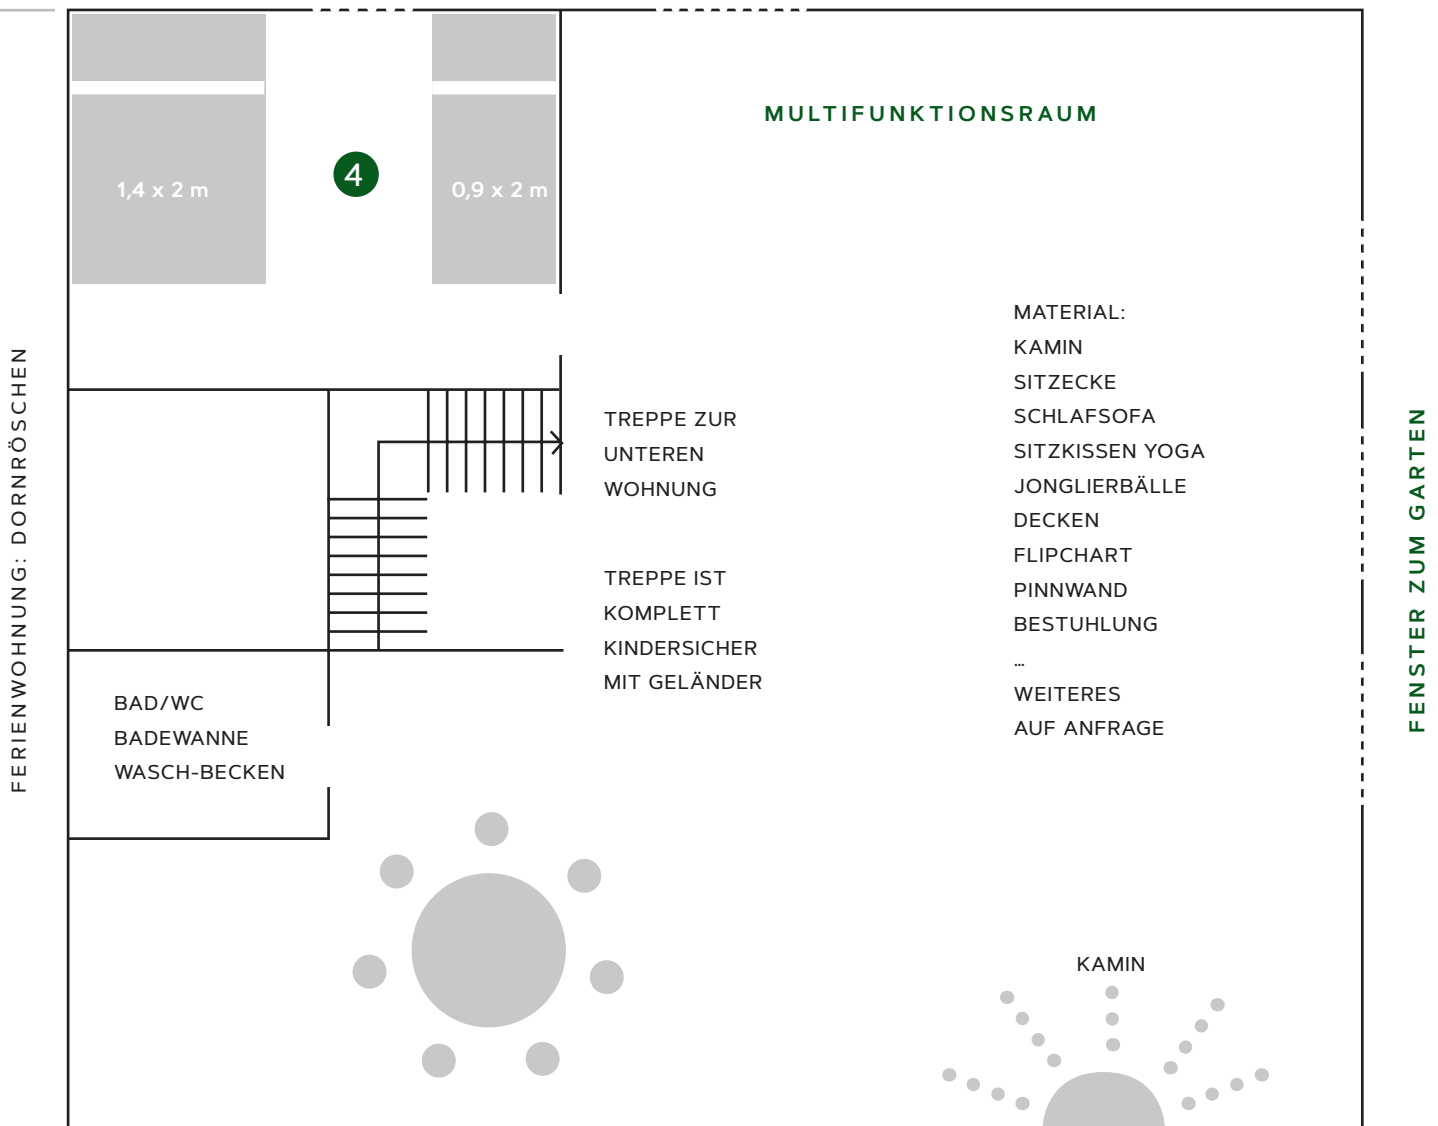 MULTIFUNKTIONSRAUM
4
1,4 x 2 m
0,9 x 2 m
FERIENWOHNUNG: DORNRÖSCHEN
TREPPE ZUR
UNTEREN
WOHNUNG
TREPPE IST
KOMPLETT
KINDERSICHER
MIT GELÄNDER
MATERIAL:
KAMIN
SITZECKE
SCHLAFSOFA
SITZKISSEN YOGA
JONGLIERBÄLLE
DECKEN
FLIPCHART
PINNWAND
BESTUHLUNG
...
WEITERES
AUF ANFRAGE
FENSTER ZUM GARTEN
BAD/WC
BADEWANNE
WASCH-BECKEN
KAMIN